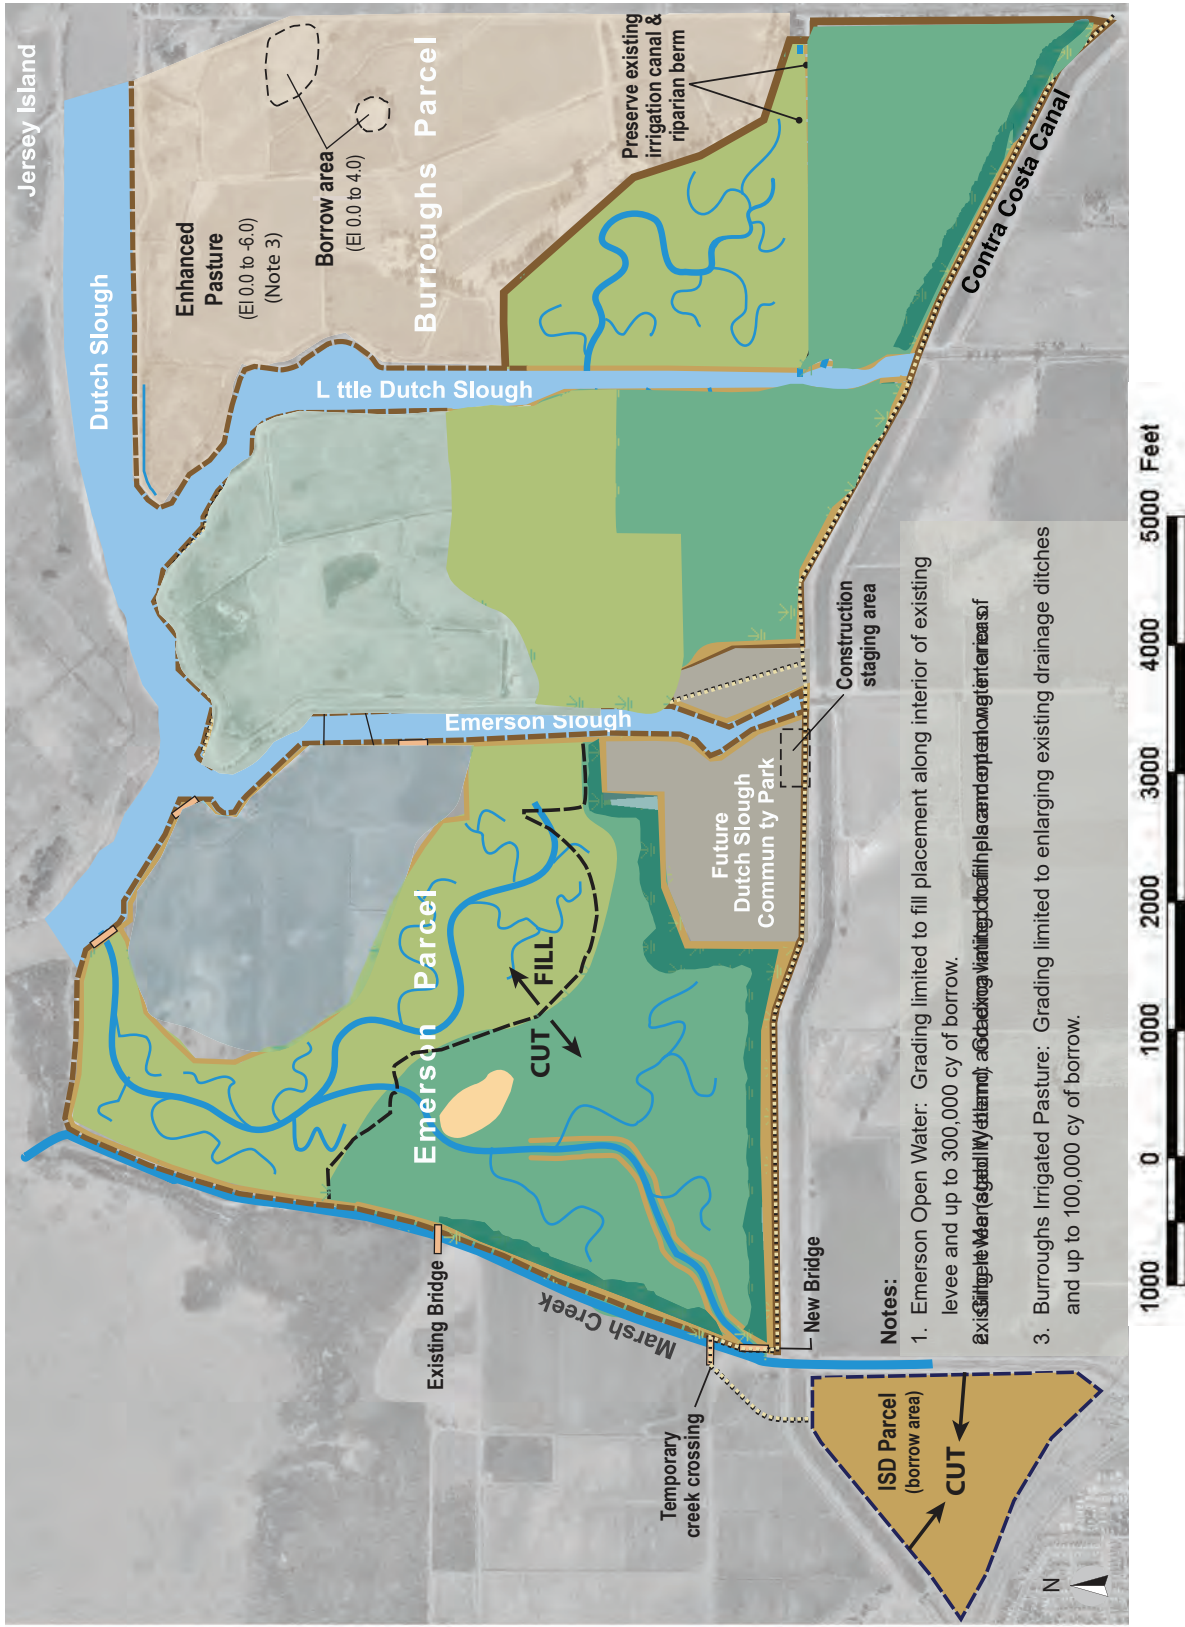 Jersey Island
Dutch Slough
Enhanced
Pasture
(El 0.0 to -6.0)
(Note 3)
Borrow area
(El 0.0 to 4.0)
Burroughs Parcel
Preserve existing
irrigation canal &
riparian berm
Contra Costa Canal
L ttle Dutch Slough
Emerson Slough
Construction
staging area
Future
Dutch Slough
Commun ty Park
Emerson Parcel
FILL
CUT
Existing Bridge
Marsh Creek
New Bridge
Temporary
creek crossing
ISD Parcel
(borrow area)
CUT
N
Notes:
1. Emerson Open Water: Grading limited to fill placement along interior of existing
levee and up to 300,000 cy of borrow.
2.
3. Burroughs Irrigated Pasture: Grading limited to enlarging existing drainage ditches
and up to 100,000 cy of borrow.
1000 0 1000 2000 3000 4000 5000 Feet